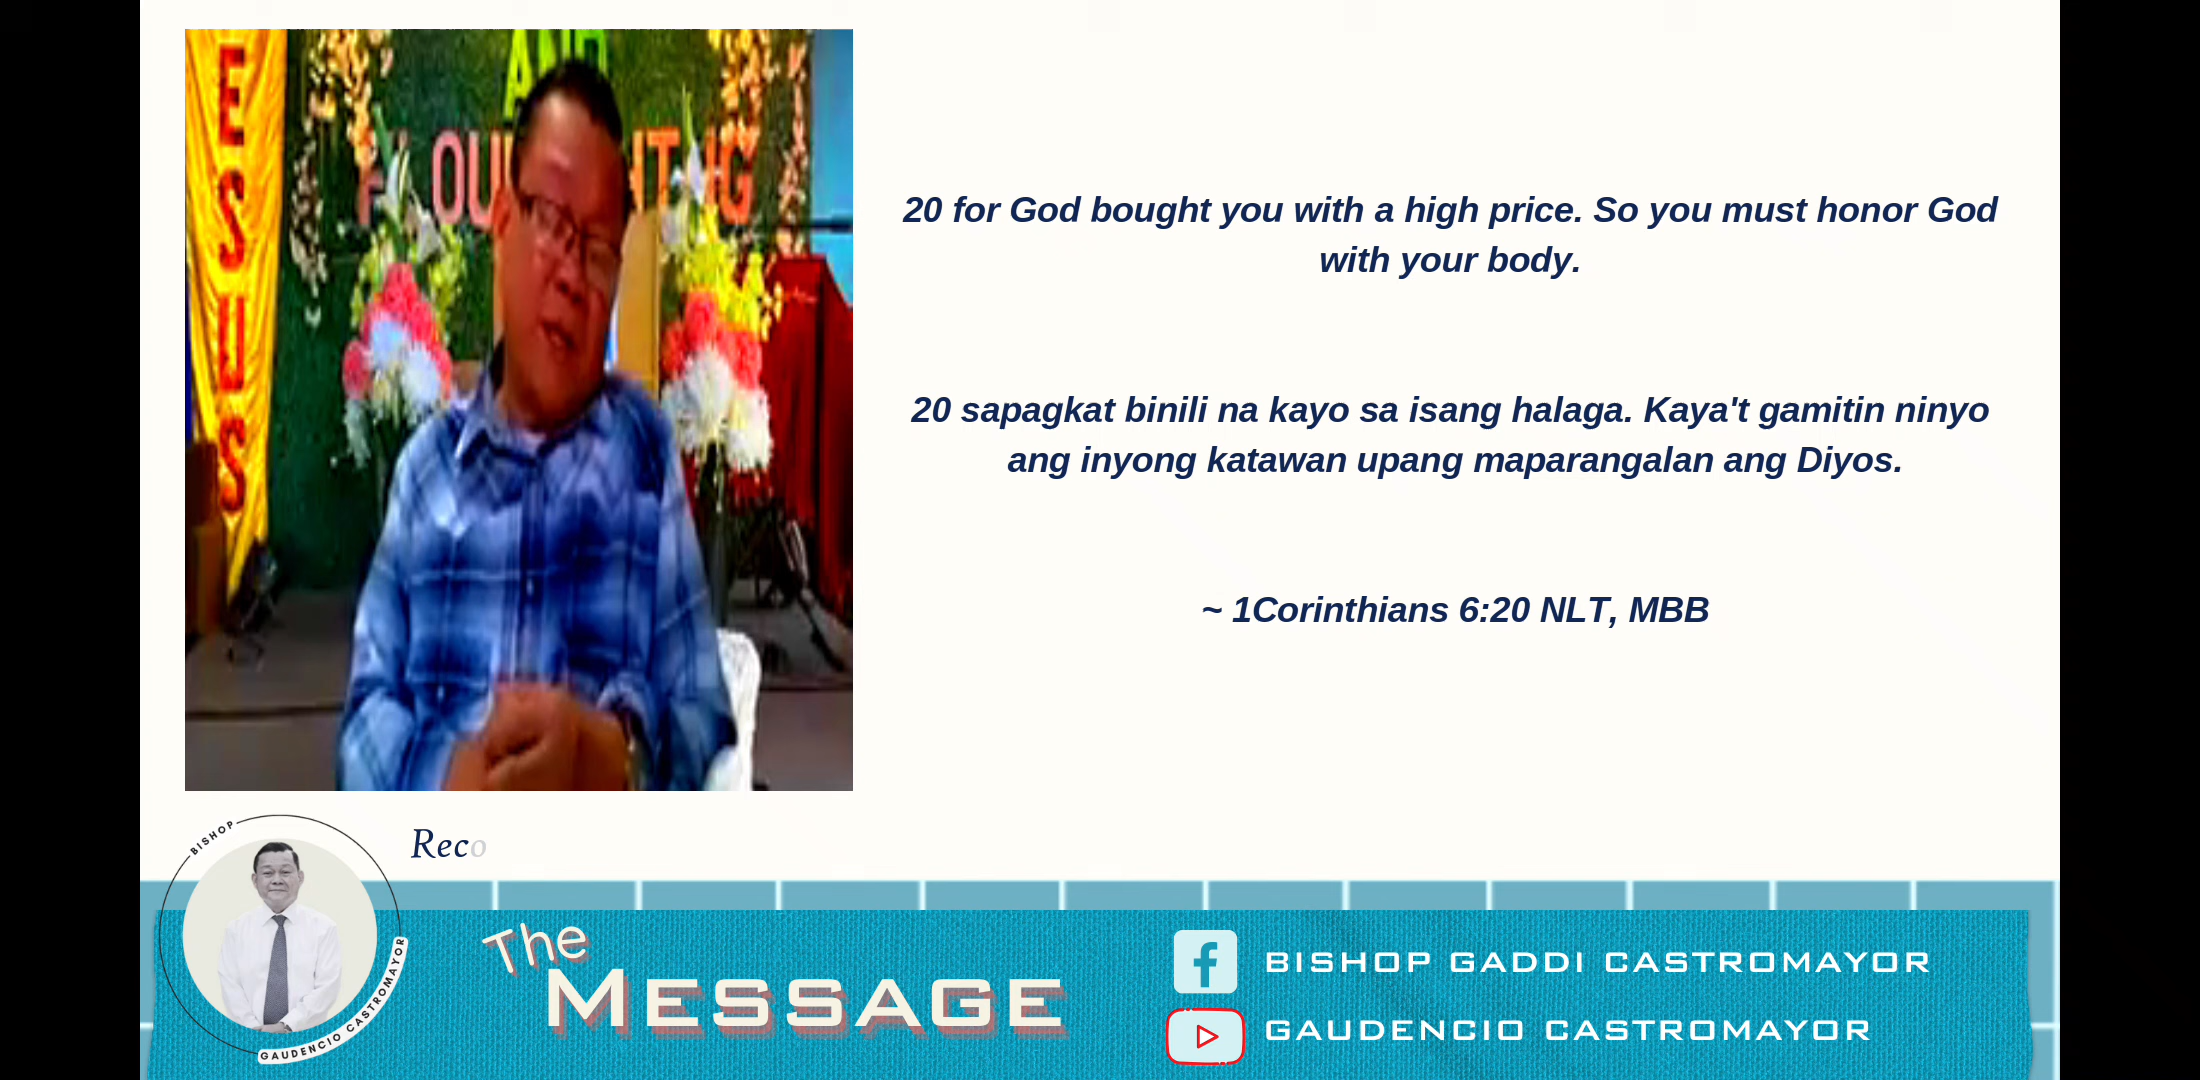 ESUS
AND
20 for God bought you with a high price. So you must honor God
with your body.
20 sapagkat binili na kayo sa isang halaga. Kaya't gamitin ninyo
ang inyong katawan upang maparangalan ang Diyos.
~ 1Corinthians 6:20 NLT, MBB
Reco
BISHOP
GAUDENCIO CASTROMAYOR
The
MESSAGE
BISHOP GADDI CASTROMAYOR
GAUDENCIO CASTROMAYOR